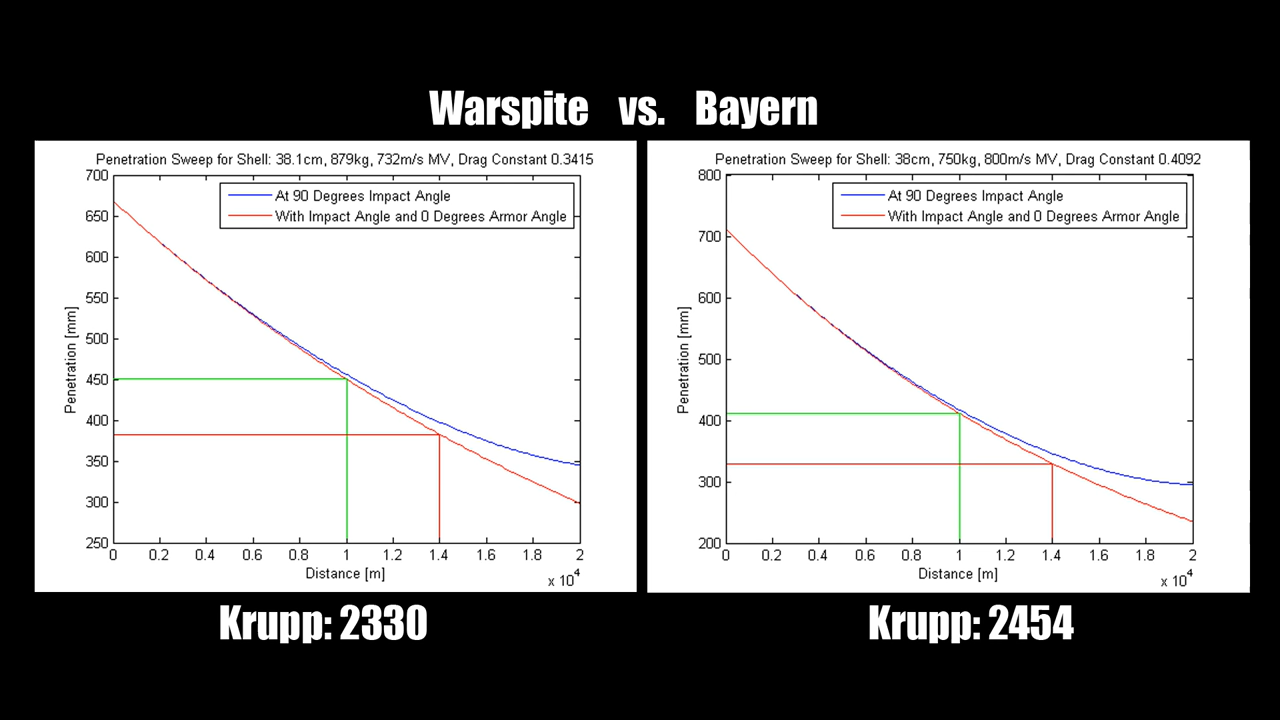 Warspite vs. Bayern
Penetration Sweep for Shell: 38.1cm, 879kg, 732m/s MV, Drag Constant 0.3415
700
650
600
550
500
450
400
350
300
250
Penetration [mm]
At 90 Degrees Impact Angle
With Impact Angle and 0 Degrees Armor Angle
0 0.2 0.4 0.6 0.8 1 1.2 1.4 1.6 1.8 2
Distance [m]
x 10^4
Krupp: 2330
Penetration Sweep for Shell: 38cm, 750kg, 800m/s MV, Drag Constant 0.4092
800
700
600
500
400
300
200
Penetration [mm]
At 90 Degrees Impact Angle
With Impact Angle and 0 Degrees Armor Angle
0 0.2 0.4 0.6 0.8 1 1.2 1.4 1.6 1.8 2
Distance [m]
x 10^4
Krupp: 2454